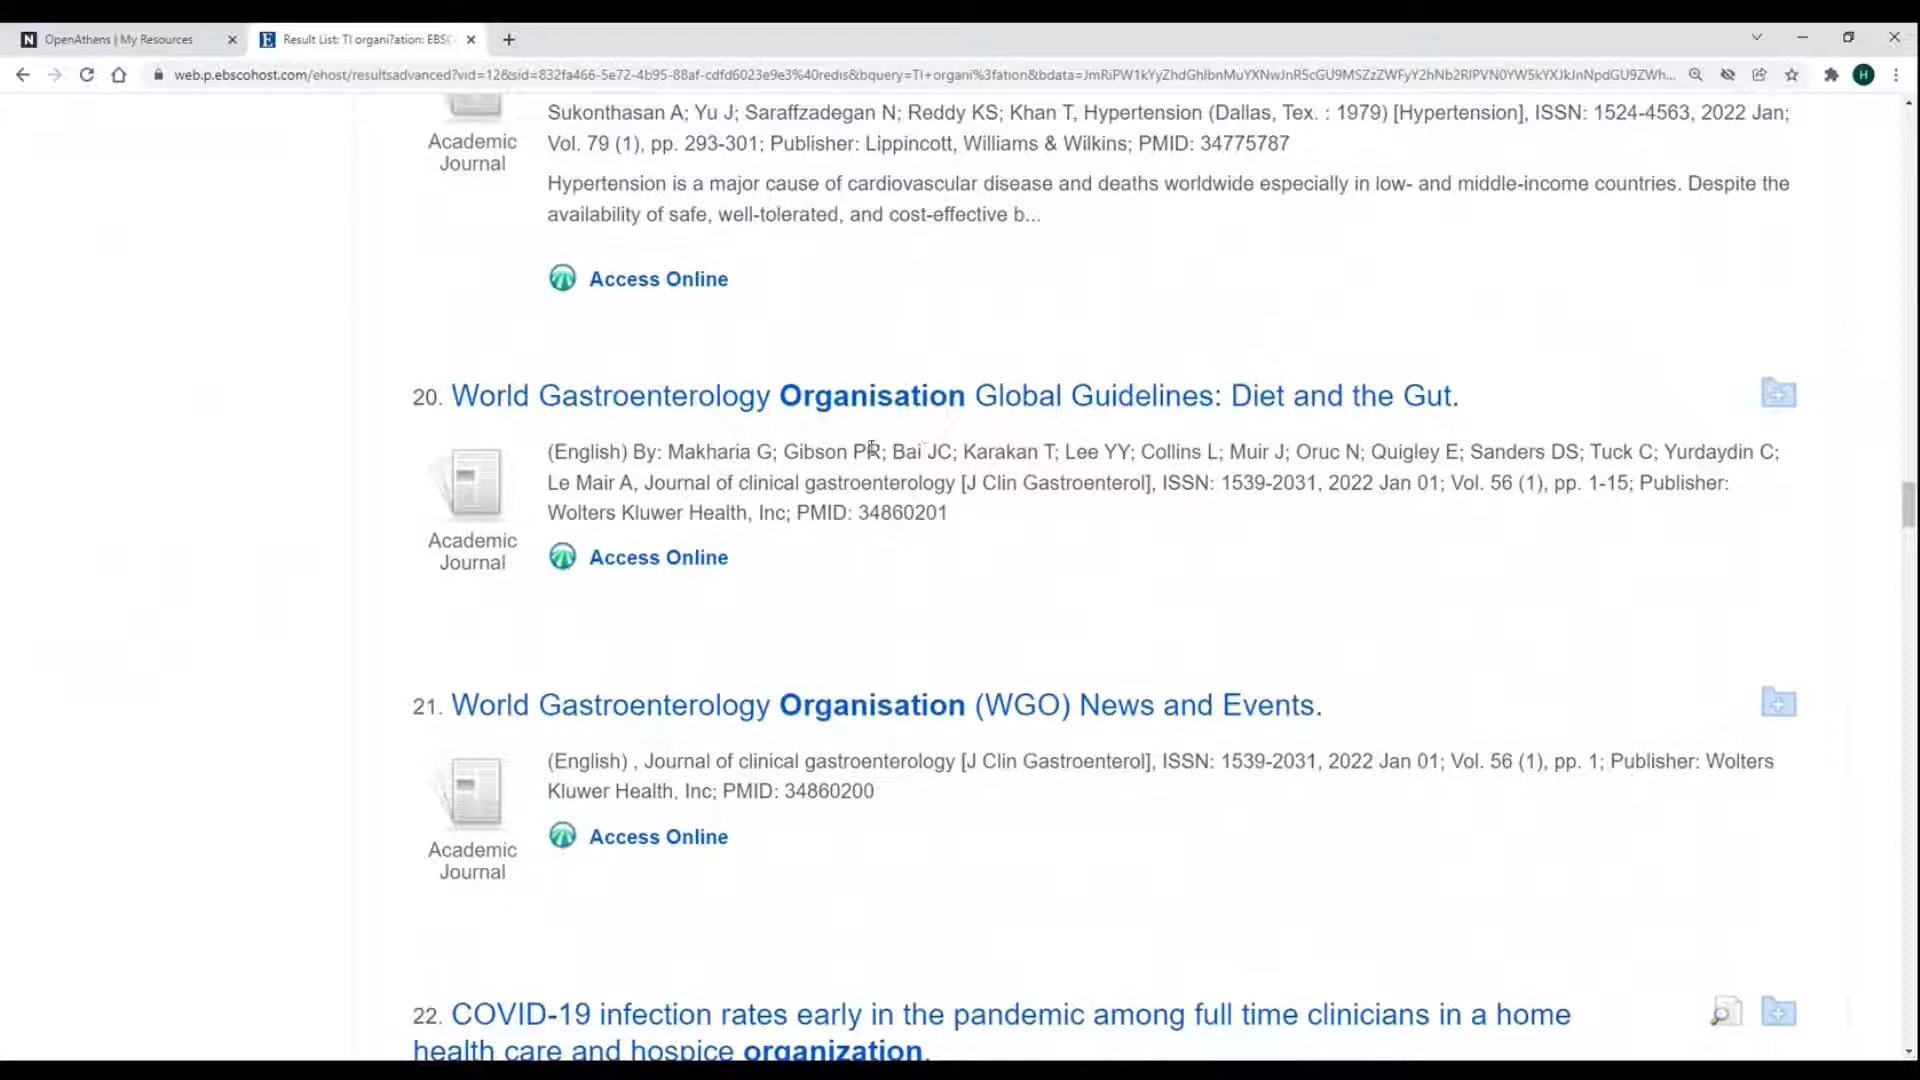 OpenAthens | My Resources
Result List: TI organi?ation: EBSC
web.p.ebscohost.com/ehost/resultsadvanced?vid=12&sid=832fa466-5e72-4b95-88af-cdfd6023e9e3%40redis&bquery=TI+organi%3fation&bdata=
H
Sukonthasan A; Yu J; Saraffzadegan N; Reddy KS; Khan T, Hypertension (Dallas, Tex. : 1979) [Hypertension], ISSN: 1524-4563, 2022 Jan;
Vol. 79 (1), pp. 293-301; Publisher: Lippincott, Williams & Wilkins; PMID: 34775787
Academic
Journal
Hypertension is a major cause of cardiovascular disease and deaths worldwide especially in low- and middle-income countries. Despite the
availability of safe, well-tolerated, and cost-effective b...
Access Online
20. World Gastroenterology Organisation Global Guidelines: Diet and the Gut.
(English) By: Makharia G; Gibson PR; Bai JC; Karakan T; Lee YY; Collins L; Muir J; Oruc N; Quigley E; Sanders DS; Tuck C; Yurdaydin C;
Le Mair A, Journal of clinical gastroenterology [J Clin Gastroenterol], ISSN: 1539-2031, 2022 Jan 01; Vol. 56 (1), pp. 1-15; Publisher:
Wolters Kluwer Health, Inc; PMID: 34860201
Academic
Journal
Access Online
21. World Gastroenterology Organisation (WGO) News and Events.
(English) , Journal of clinical gastroenterology [J Clin Gastroenterol], ISSN: 1539-2031, 2022 Jan 01; Vol. 56 (1), pp. 1; Publisher: Wolters
Kluwer Health, Inc; PMID: 34860200
Academic
Journal
Access Online
22. COVID-19 infection rates early in the pandemic among full time clinicians in a home
health care and hospice organization.